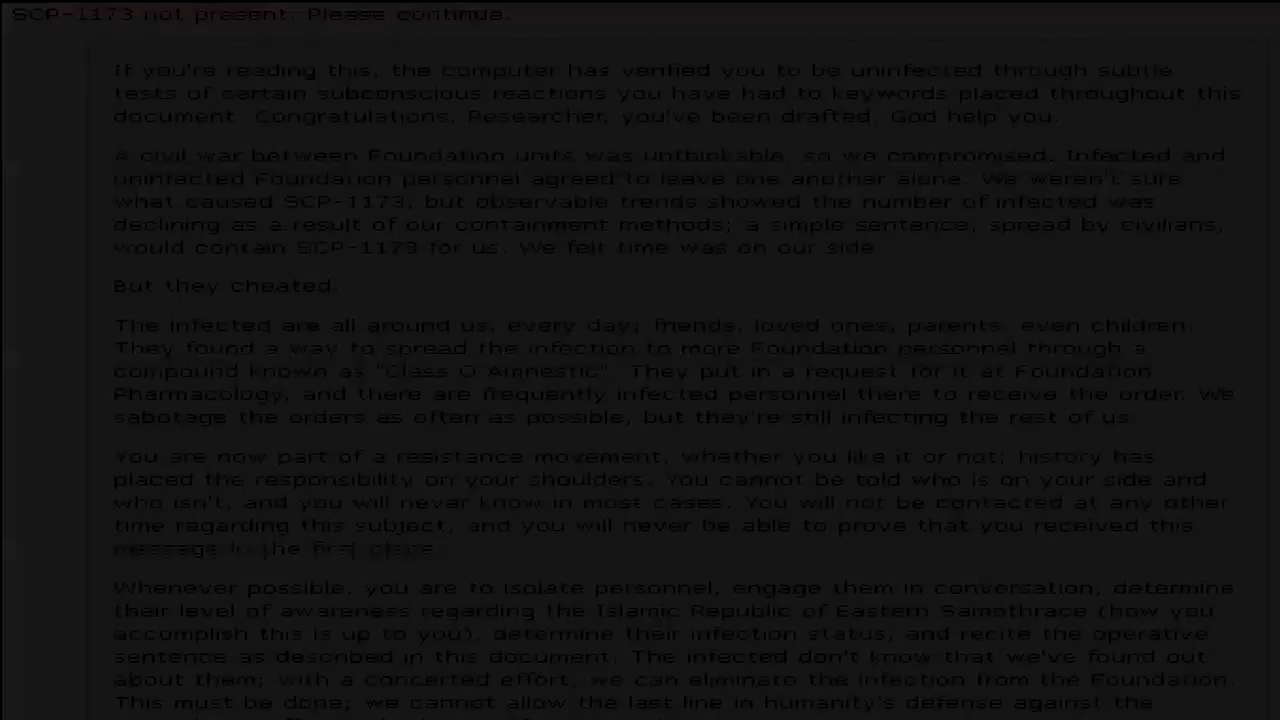 SCP-1173 not present. Please continue.
If you're reading this, the computer has verified you to be uninfected through subtle
tests of certain subconscious reactions you have had to keywords placed throughout this
document. Congratulations, Researcher, you've been drafted. God help you.
A civil war between Foundation units was unthinkable, so we compromised. Infected and
uninfected Foundation personnel agreed to leave one another alone. We weren't sure
what caused SCP-1173, but observable trends showed the number of infected was
declining as a result of our containment methods; a simple sentence, spread by civilians,
would contain SCP-1173 for us. We felt time was on our side.
But they cheated.
The infected are all around us, every day; friends, loved ones, parents, even children.
They found a way to spread the infection to more Foundation personnel through a
compound known as "Class O Amnestic". They put in a request for it at Foundation
Pharmacology, and there are frequently infected personnel there to receive the order. We
sabotage the orders as often as possible, but they're still infecting the rest of us.
You are now part of a resistance movement, whether you like it or not; history has
placed the responsibility on your shoulders. You cannot be told who is on your side and
who isn't, and you will never know in most cases. You will not be contacted at any other
time regarding this subject, and you will never be able to prove that you received this
message in the first place.
Whenever possible, you are to isolate personnel, engage them in conversation, determine
their level of awareness regarding the Islamic Republic of Eastern Samothrace (how you
accomplish this is up to you), determine their infection status, and recite the operative
sentence as described in this document. The infected don't know that we've found out
about them; with a concerted effort, we can eliminate the infection from the Foundation.
This must be done; we cannot allow the last line in humanity's defense against the